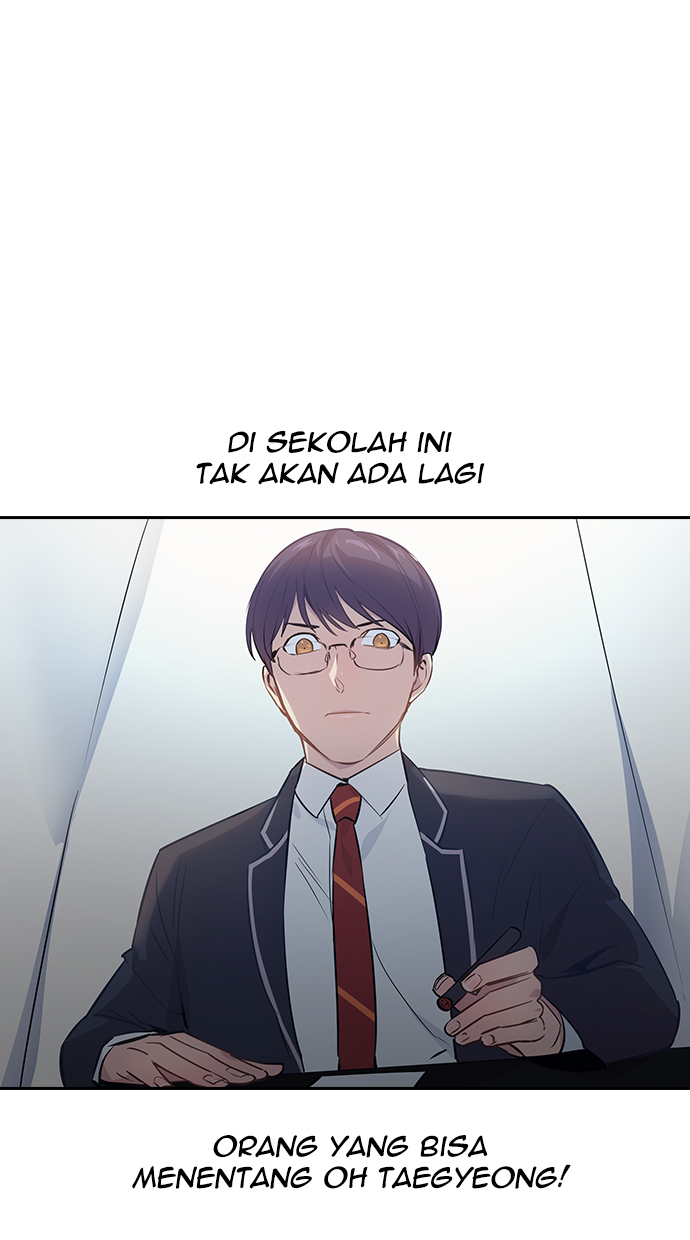 DI SEKOLAH INI
TAK AKAN ADA LAGI
ORANG YANG BISA
MENENTANG OH TAEGYEONG!